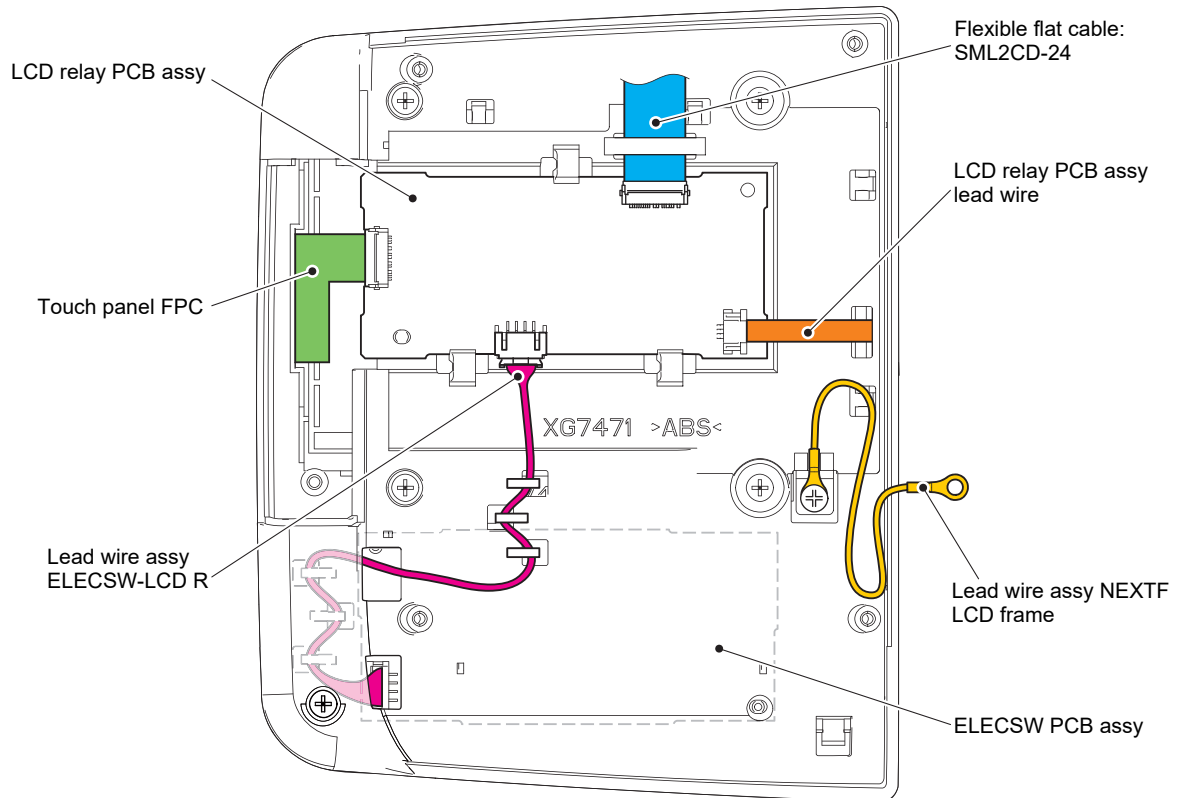 Flexible flat cable:
SML2CD-24
LCD relay PCB assy
LCD relay PCB assy
lead wire
Touch panel FPC
XG7471 >ABS<
Lead wire assy
ELECSW-LCD R
Lead wire assy NEXTF
LCD frame
ELECSW PCB assy